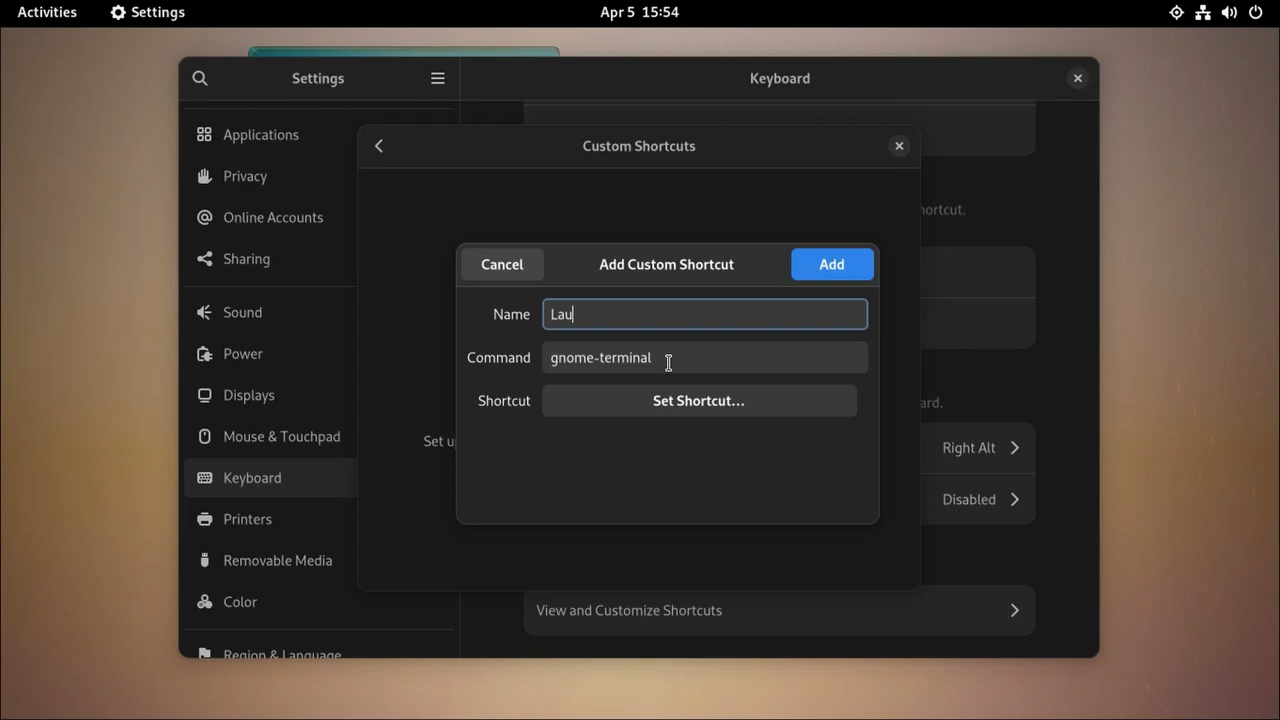 Activities Settings Apr 5 15:54
Settings Keyboard
Applications
Custom Shortcuts
Privacy
Online Accounts hortcut.
Sharing
Cancel Add Custom Shortcut Add
Sound Name Lau
Power Command gnome-terminal
Displays Shortcut Set Shortcut...
ard.
Mouse & Touchpad Set u Right Alt
Keyboard
Disabled
Printers
Removable Media
Color View and Customize Shortcuts
Region & Language